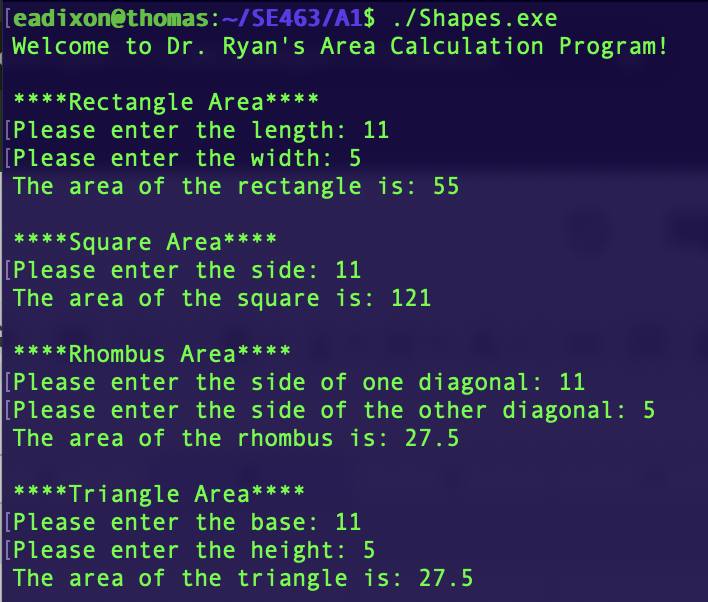 [eadixon@thomas:~/SE463/A1$ ./Shapes.exe
Welcome to Dr. Ryan's Area Calculation Program!
****Rectangle Area****
[Please enter the length: 11
[Please enter the width: 5
The area of the rectangle is: 55
****Square Area****
[Please enter the side: 11
The area of the square is: 121
****Rhombus Area****
[Please enter the side of one diagonal: 11
[Please enter the side of the other diagonal: 5
The area of the rhombus is: 27.5
****Triangle Area****
[Please enter the base: 11
[Please enter the height: 5
The area of the triangle is: 27.5